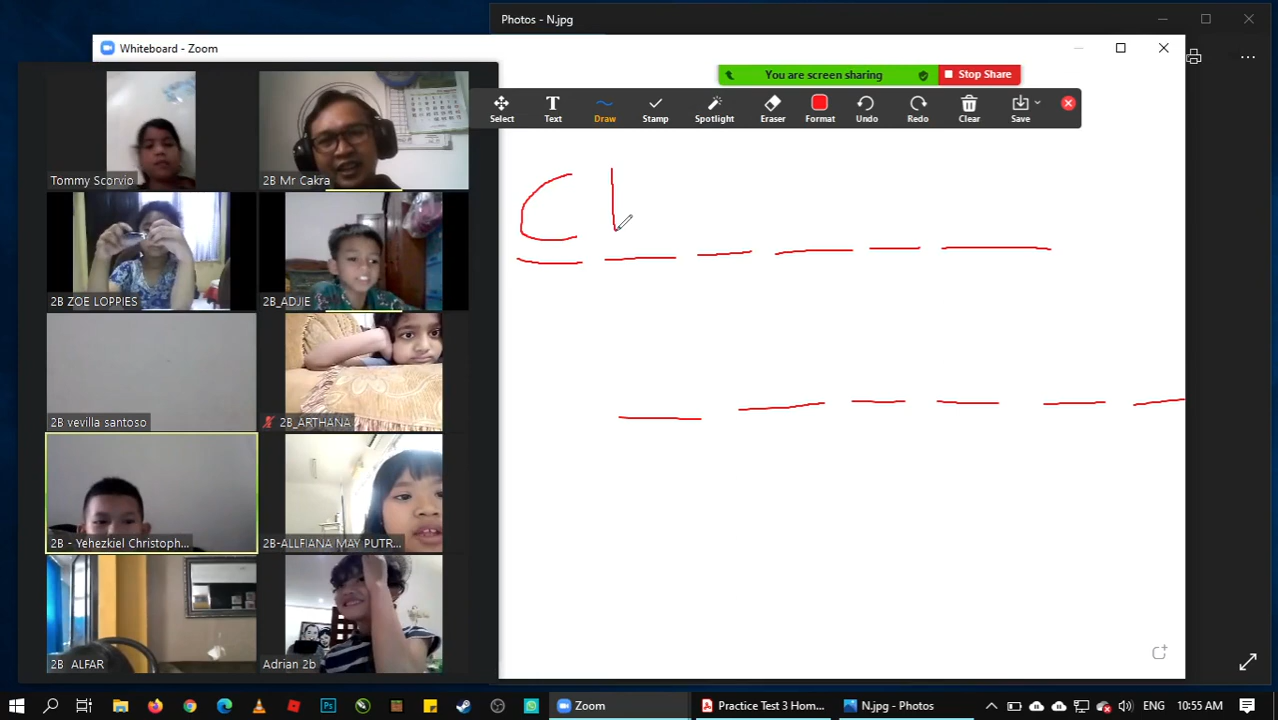 Photos - N.jpg
Whiteboard - Zoom
You are screen sharing
Stop Share
Select Text Draw Stamp Spotlight Eraser Format Undo Redo Clear Save
Tommy Scorvio
2B Mr Cakra
2B ZOE LOPPIES
2B_ADJIE
2B vevilla santoso
2B_ARTHANA
2B - Yehezkiel Christoph...
2B-ALLFIANA MAY PUTR...
2B ALFAR
Adrian 2b
C
Zoom
Practice Test 3 Hom...
N.jpg - Photos
ENG
10:55 AM